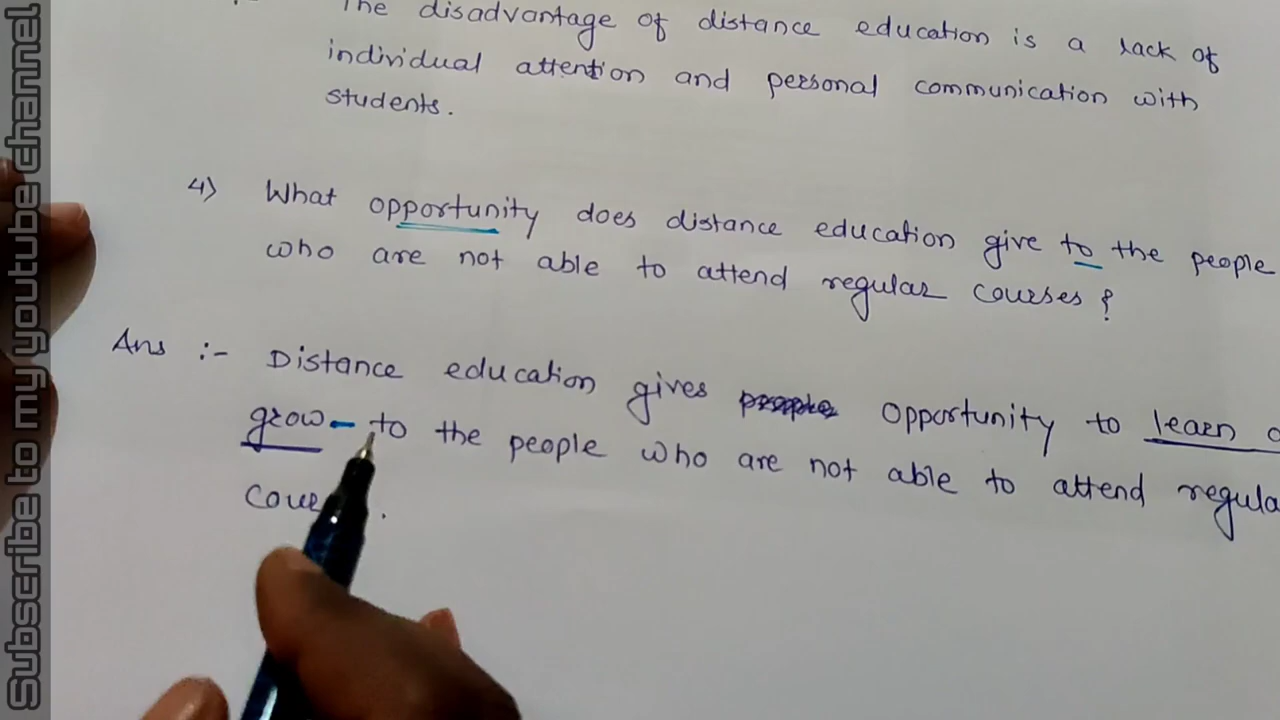 Subscribe to my youtube channel
The disadvantage of distance education is a lack of
individual attention and personal communication with
students.
4) What opportunity does distance education give to the people
who are not able to attend regular courses?
Ans :- Distance education gives opportunity to learn
grow - to the people who are not able to attend